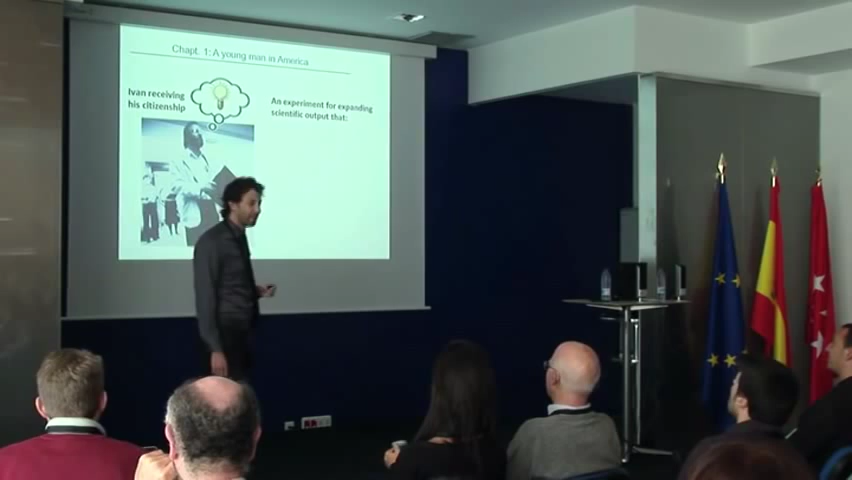 Chapt. 1: A young man in America
Ivan receiving
his citizenship
An experiment for expanding
scientific output that: